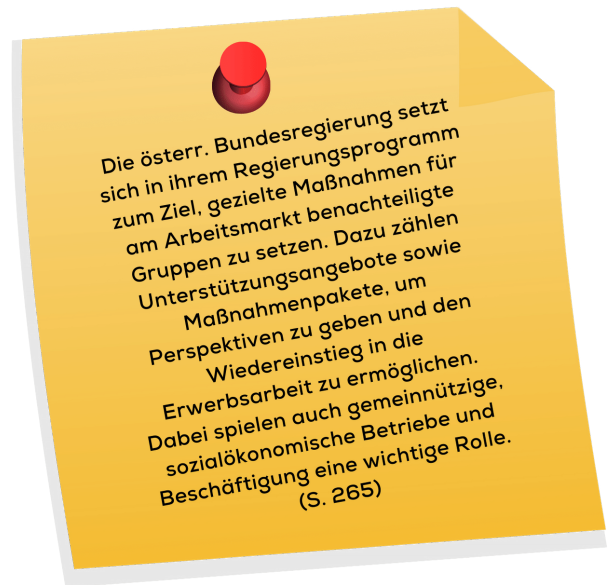 Die österr. Bundesregierung setzt
sich in ihrem Regierungsprogramm
zum Ziel, gezielte Maßnahmen für
am Arbeitsmarkt benachteiligte
Gruppen zu setzen. Dazu zählen
Unterstützungsangebote sowie
Maßnahmenpakete, um
Perspektiven zu geben und den
Wiedereinstieg in die
Erwerbsarbeit zu ermöglichen.
Dabei spielen auch gemeinnützige,
sozialökonomische Betriebe und
Beschäftigung eine wichtige Rolle.
(S. 265)